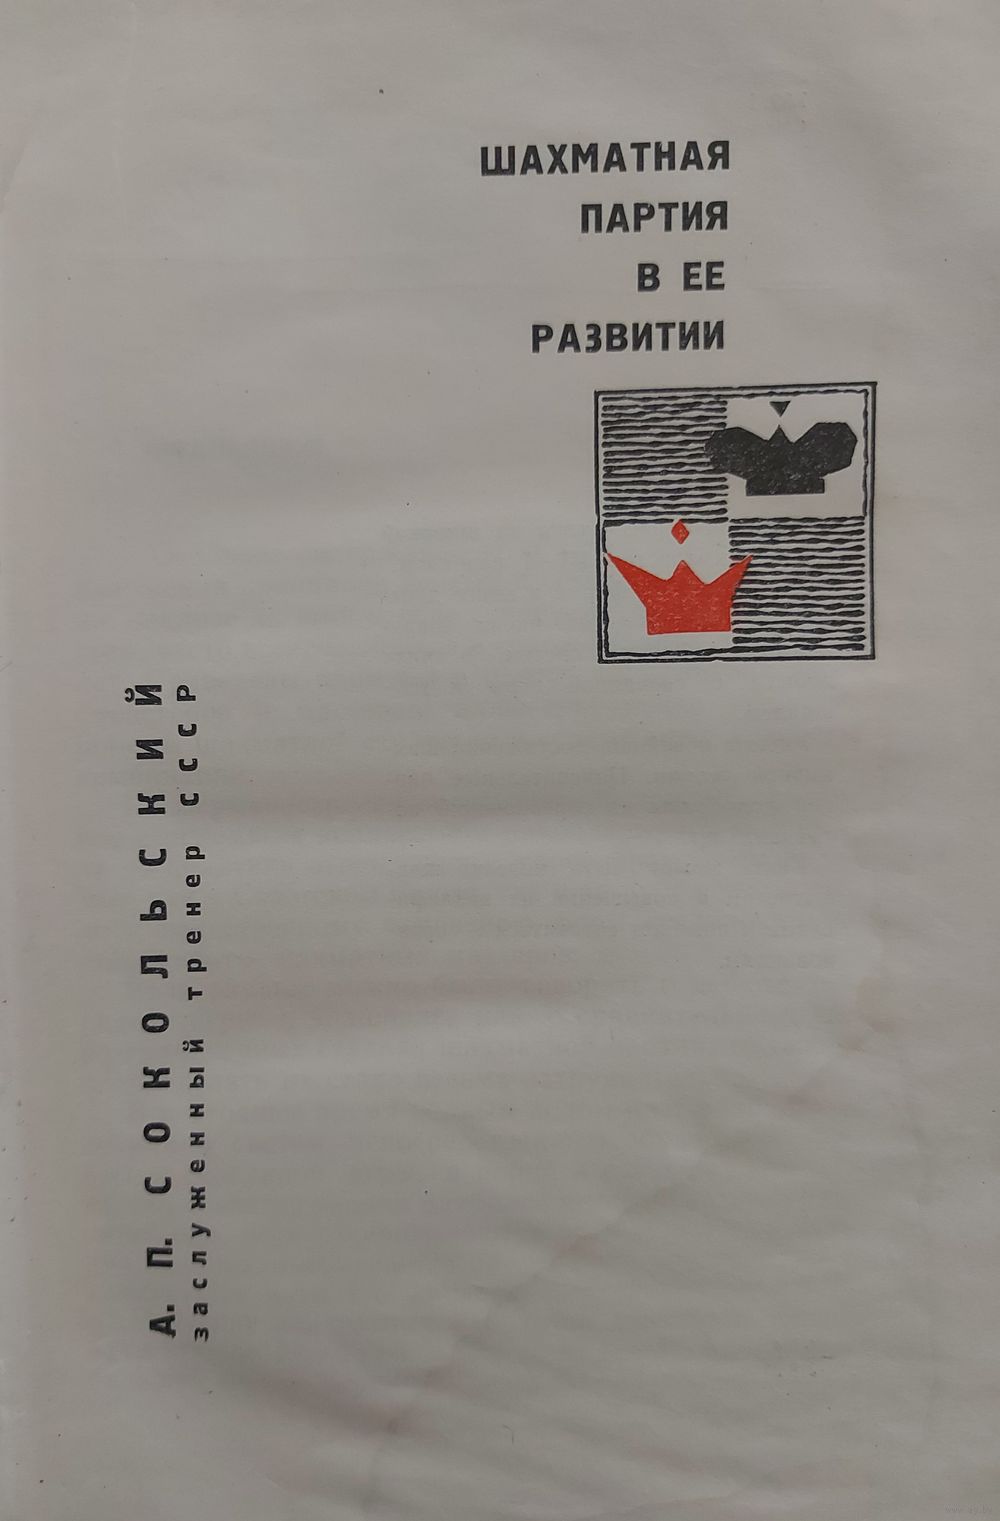 ШАХМАТНАЯ
ПАРТИЯ
В ЕЕ
РАЗВИТИИ
А. П. СОКОЛЬСКИЙ
заслуженный тренер СССР